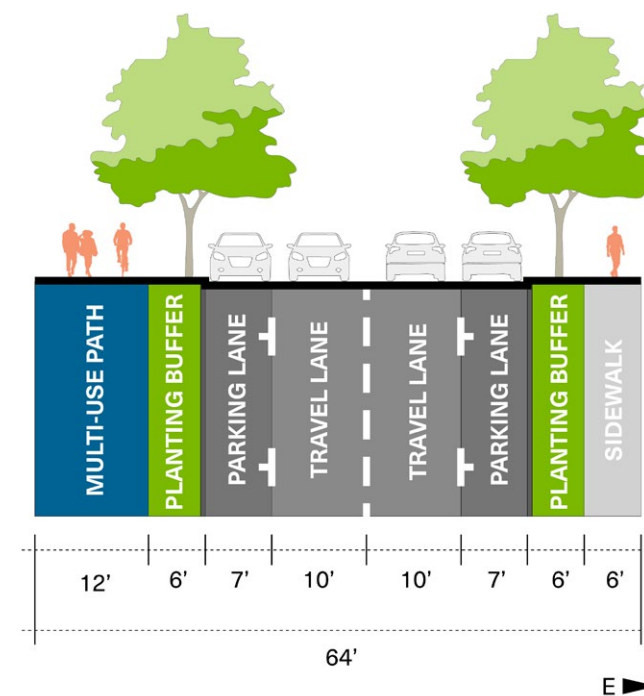 MULTI-USE PATH
PLANTING BUFFER
PARKING LANE
TRAVEL LANE
TRAVEL LANE
PARKING LANE
PLANTING BUFFER
SIDEWALK
12' 6' 7' 10' 10' 7' 6' 6'
64'
E